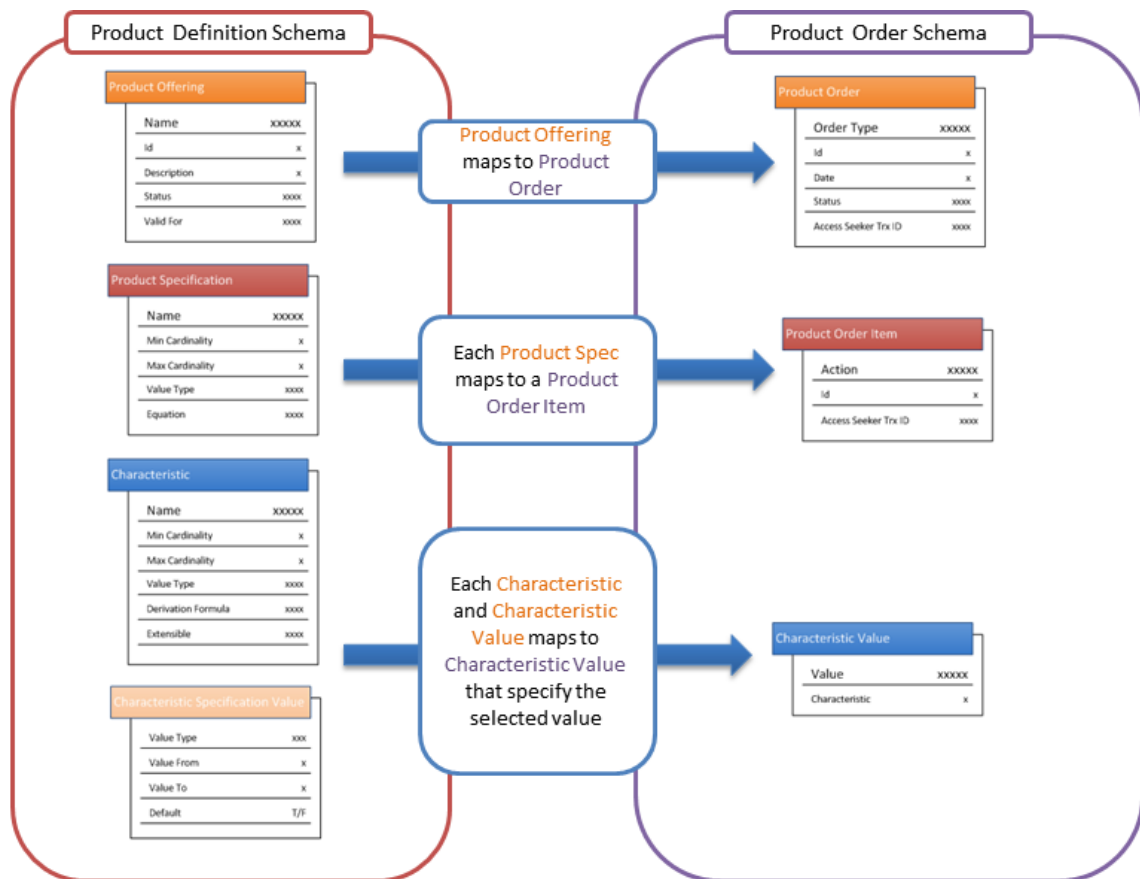 Product Definition Schema
Product Order Schema
Product Offering
Name xxxxx
Id x
Description x
Status xxxx
Valid For xxxx
Product Offering
maps to Product
Order
Product Order
Order Type xxxxx
Id x
Date x
Status xxxx
Access Seeker Trx ID xxxx
Product Specification
Name xxxxx
Min Cardinality x
Max Cardinality x
Value Type xxxx
Equation xxxx
Each Product Spec
maps to a Product
Order Item
Product Order Item
Action xxxxx
Id x
Access Seeker Trx ID xxxx
Characteristic
Name xxxxx
Min Cardinality x
Max Cardinality x
Value Type xxxx
Derivation Formula xxxx
Extensible xxxx
Characteristic Specification Value
Value Type xxx
Value From x
Value To x
Default T/F
Each Characteristic
and Characteristic
Value maps to
Characteristic Value
that specify the
selected value
Characteristic Value
Value xxxxx
Characteristic x